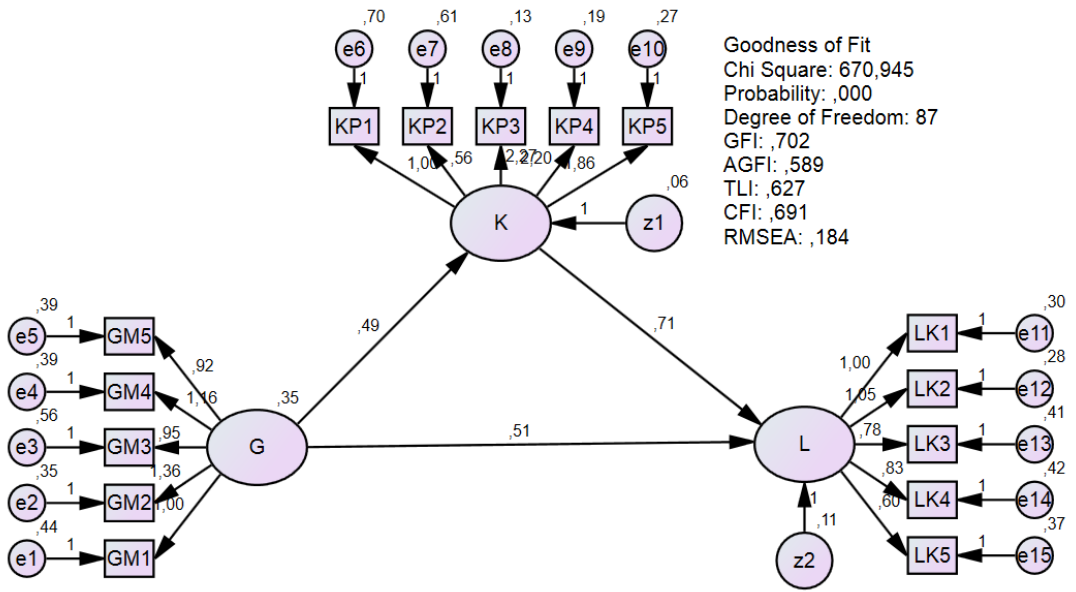 ,70 ,61 ,13 ,19 ,27
e6 e7 e8 e9 e10
1 1 1 1 1
KP1 KP2 KP3 KP4 KP5
1,00 ,56 2,27 2,20 1,86
K
1
,06
z1
Goodness of Fit
Chi Square: 670,945
Probability: ,000
Degree of Freedom: 87
GFI: ,702
AGFI: ,589
TLI: ,627
CFI: ,691
RMSEA: ,184
,49
,71
,39
e5 1 GM5
,92
,39
e4 1 GM4
1,16
,56
e3 1 GM3
,95
,35
e2 1 GM2
1,36
,44
e1 1 GM1
1,00
,35
G
,51
L
1
,11
z2
,30
1,00 LK1 1 e11
,28
1,05 LK2 1 e12
,41
,78 LK3 1 e13
,42
,83 LK4 1 e14
,37
,60 LK5 1 e15